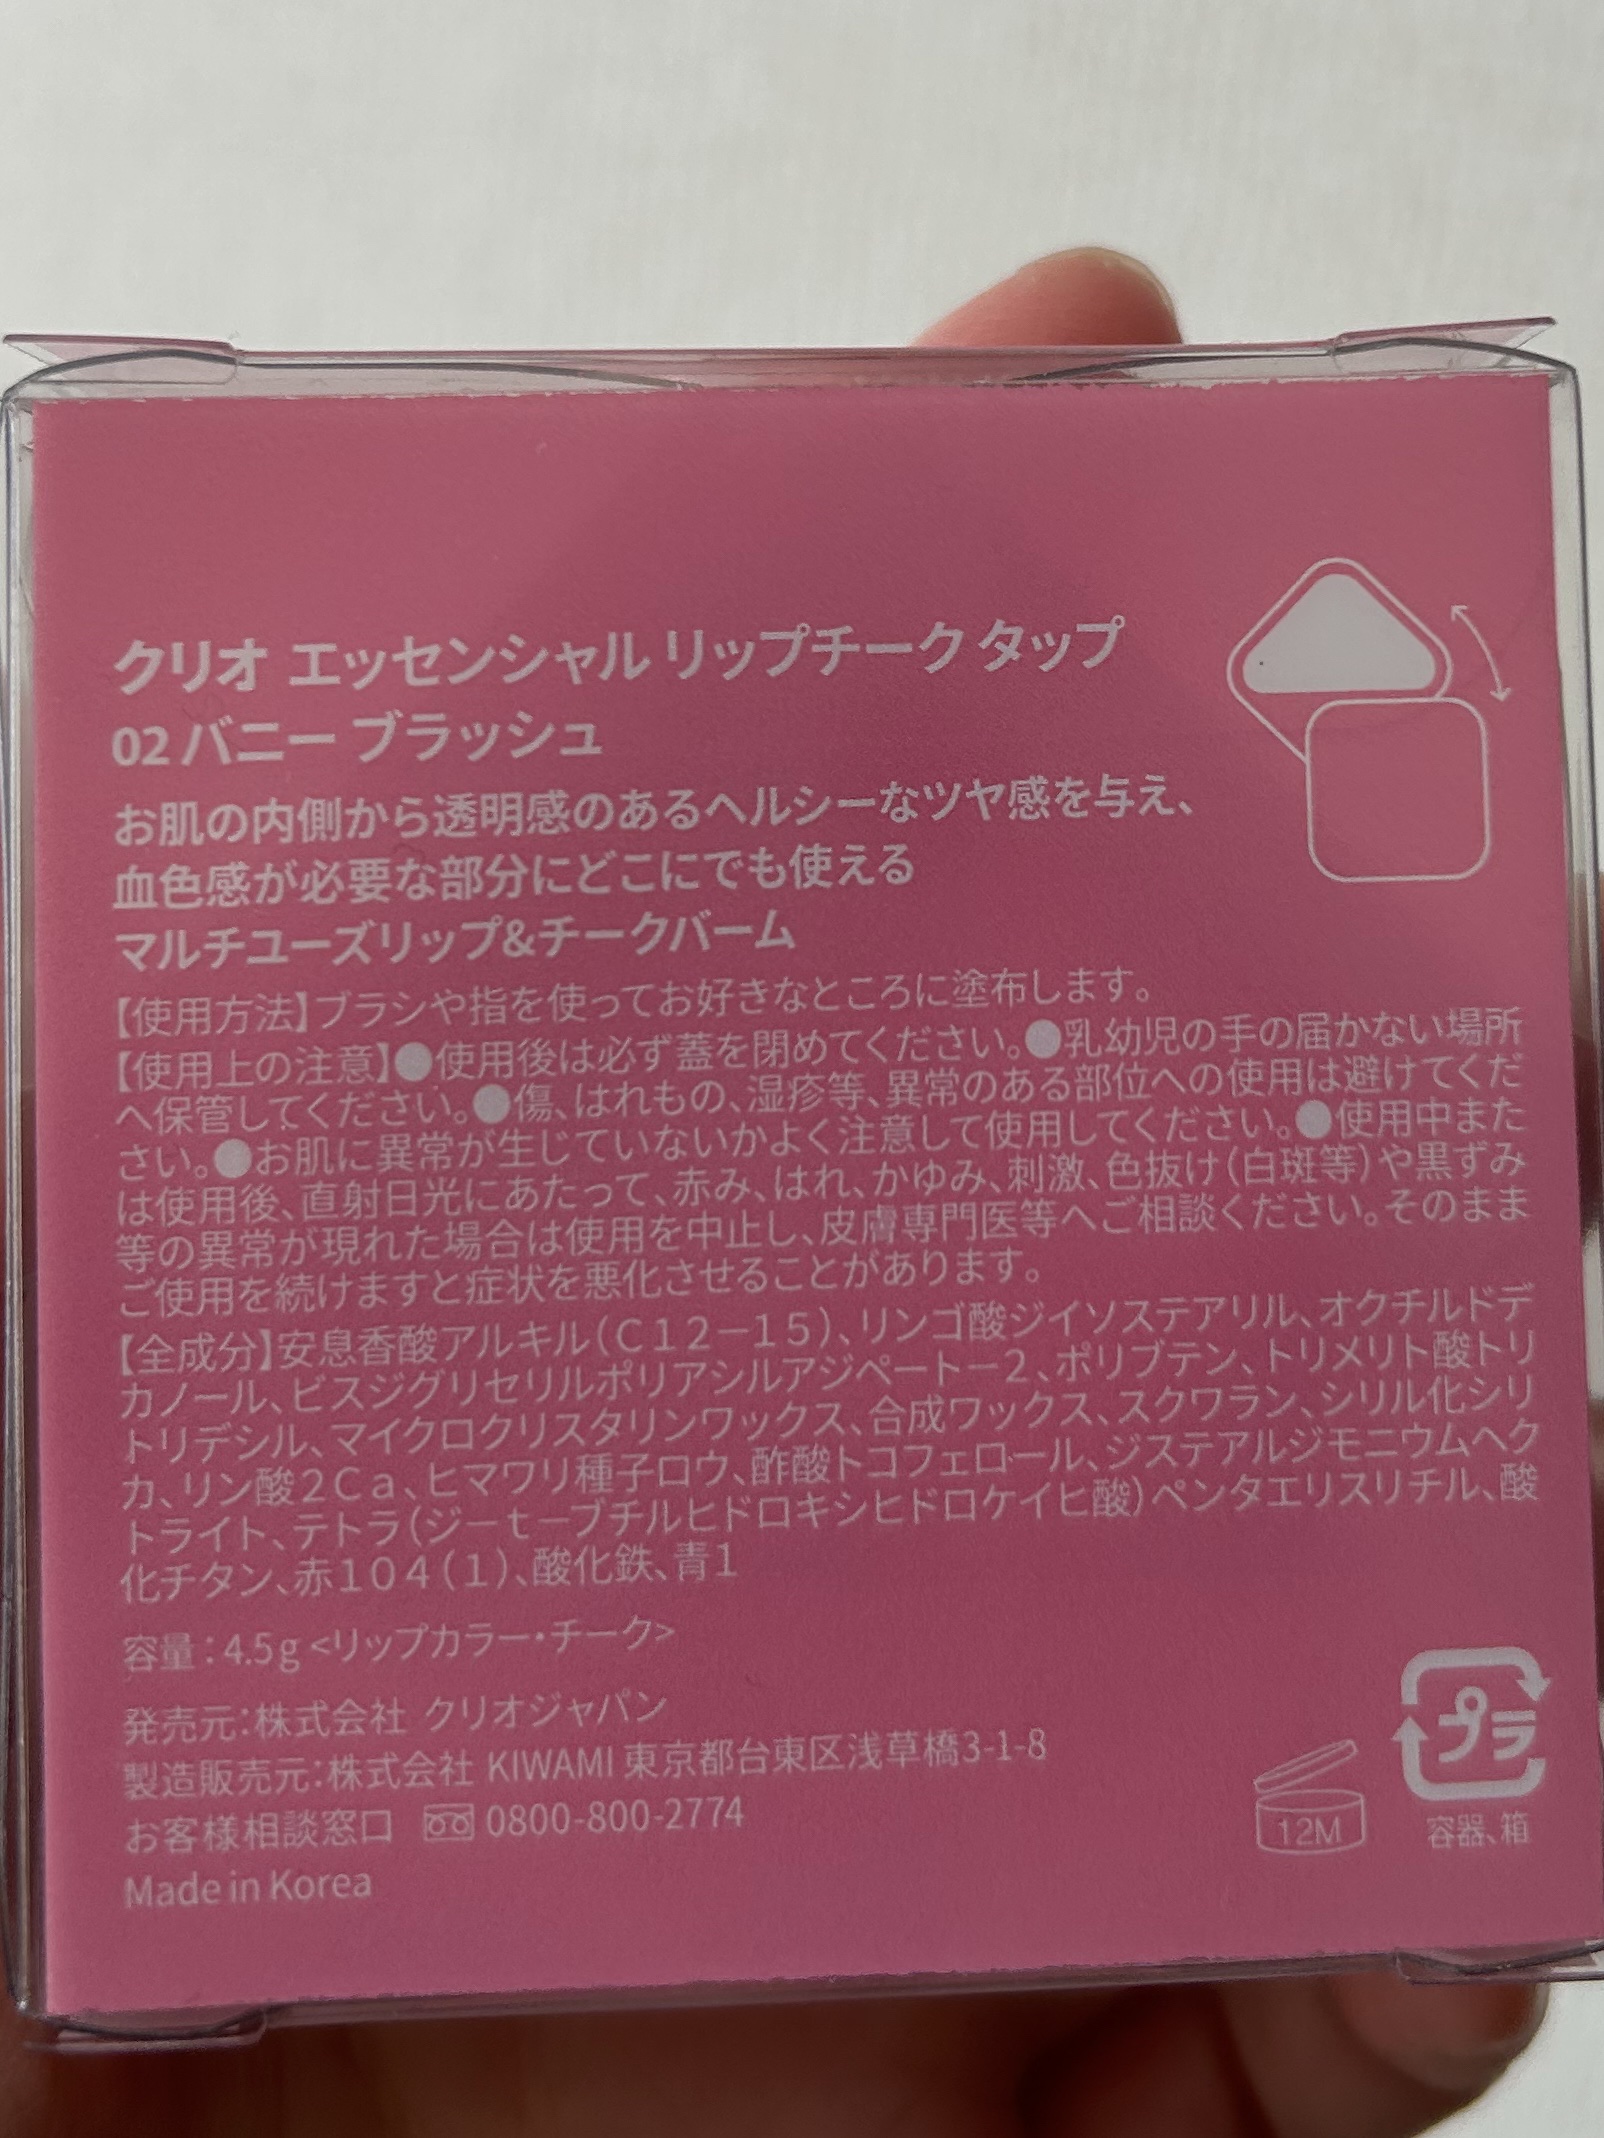 クリオ エッセンシャル リップチーク タップ
02 バニー ブラッシュ
お肌の内側から透明感のあるヘルシーなツヤ感を与え、
血色感が必要な部分にどこにでも使える
マルチユーズリップ&チークバーム
【使用方法】ブラシや指を使ってお好きなところに塗布します。
【使用上の注意】●使用後は必ず蓋を閉めてください。●乳幼児の手の届かない場所
へ保管してください。●傷、はれもの、湿疹等、異常のある部位への使用は避けてくだ
さい。●お肌に異常が生じていないかよく注意して使用してください。●使用中また
は使用後、直射日光にあたって、赤み、はれ、かゆみ、刺激、色抜け（白斑等）や黒ずみ
等の異常が現れた場合は使用を中止し、皮膚専門医等へご相談ください。そのまま
ご使用を続けますと症状を悪化させることがあります。
【全成分】安息香酸アルキル（C12－15）、リンゴ酸ジイソステアリル、オクチルドデ
カノール、ビスジグリセリルポリアシルアジペート－2、ポリブテン、トリメリト酸トリ
トリデシル、マイクロクリスタリンワックス、合成ワックス、スクワラン、シリル化シリ
カ、リン酸2Ca、ヒマワリ種子ロウ、酢酸トコフェロール、ジステアルジモニウムヘク
トライト、テトラ（ジ－t－ブチルヒドロキシヒドロケイヒ酸）ペンタエリスリチル、酸
化チタン、赤104（1）、酸化鉄、青1
容量：4.5g <リップカラー・チーク>
発売元：株式会社 クリオジャパン
製造販売元：株式会社 KIWAMI 東京都台東区浅草橋3-1-8
お客様相談窓口 0800-800-2774
Made in Korea
12M
プラ
容器、箱